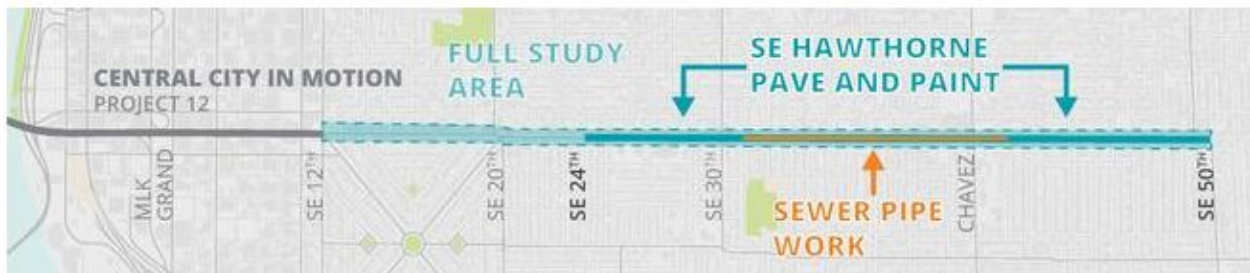 FULL STUDY
AREA
SE HAWTHORNE
PAVE AND PAINT
CENTRAL CITY IN MOTION
PROJECT 12
MLK
GRAND
SE 12TH
SE 20TH
SE 24TH
SE 30TH
CHAVEZ
SE 50TH
SEWER PIPE
WORK